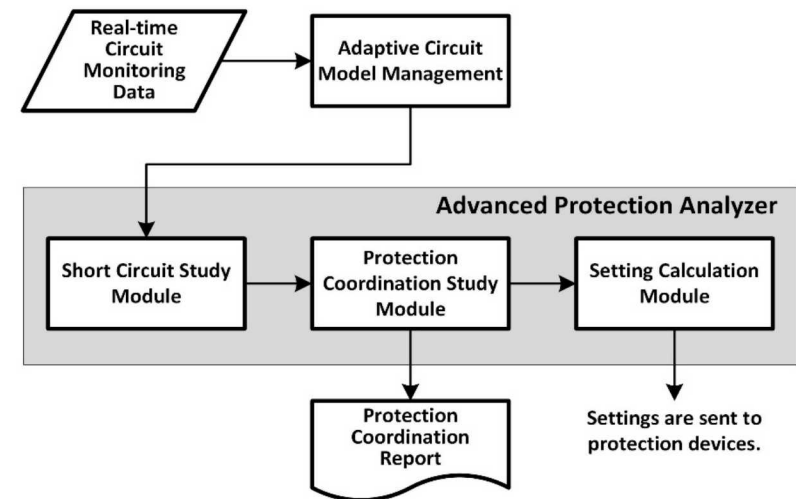 Real-time
Circuit
Monitoring
Data
Adaptive Circuit
Model Management
Advanced Protection Analyzer
Short Circuit Study
Module
Protection
Coordination Study
Module
Setting Calculation
Module
Protection
Coordination
Report
Settings are sent to
protection devices.